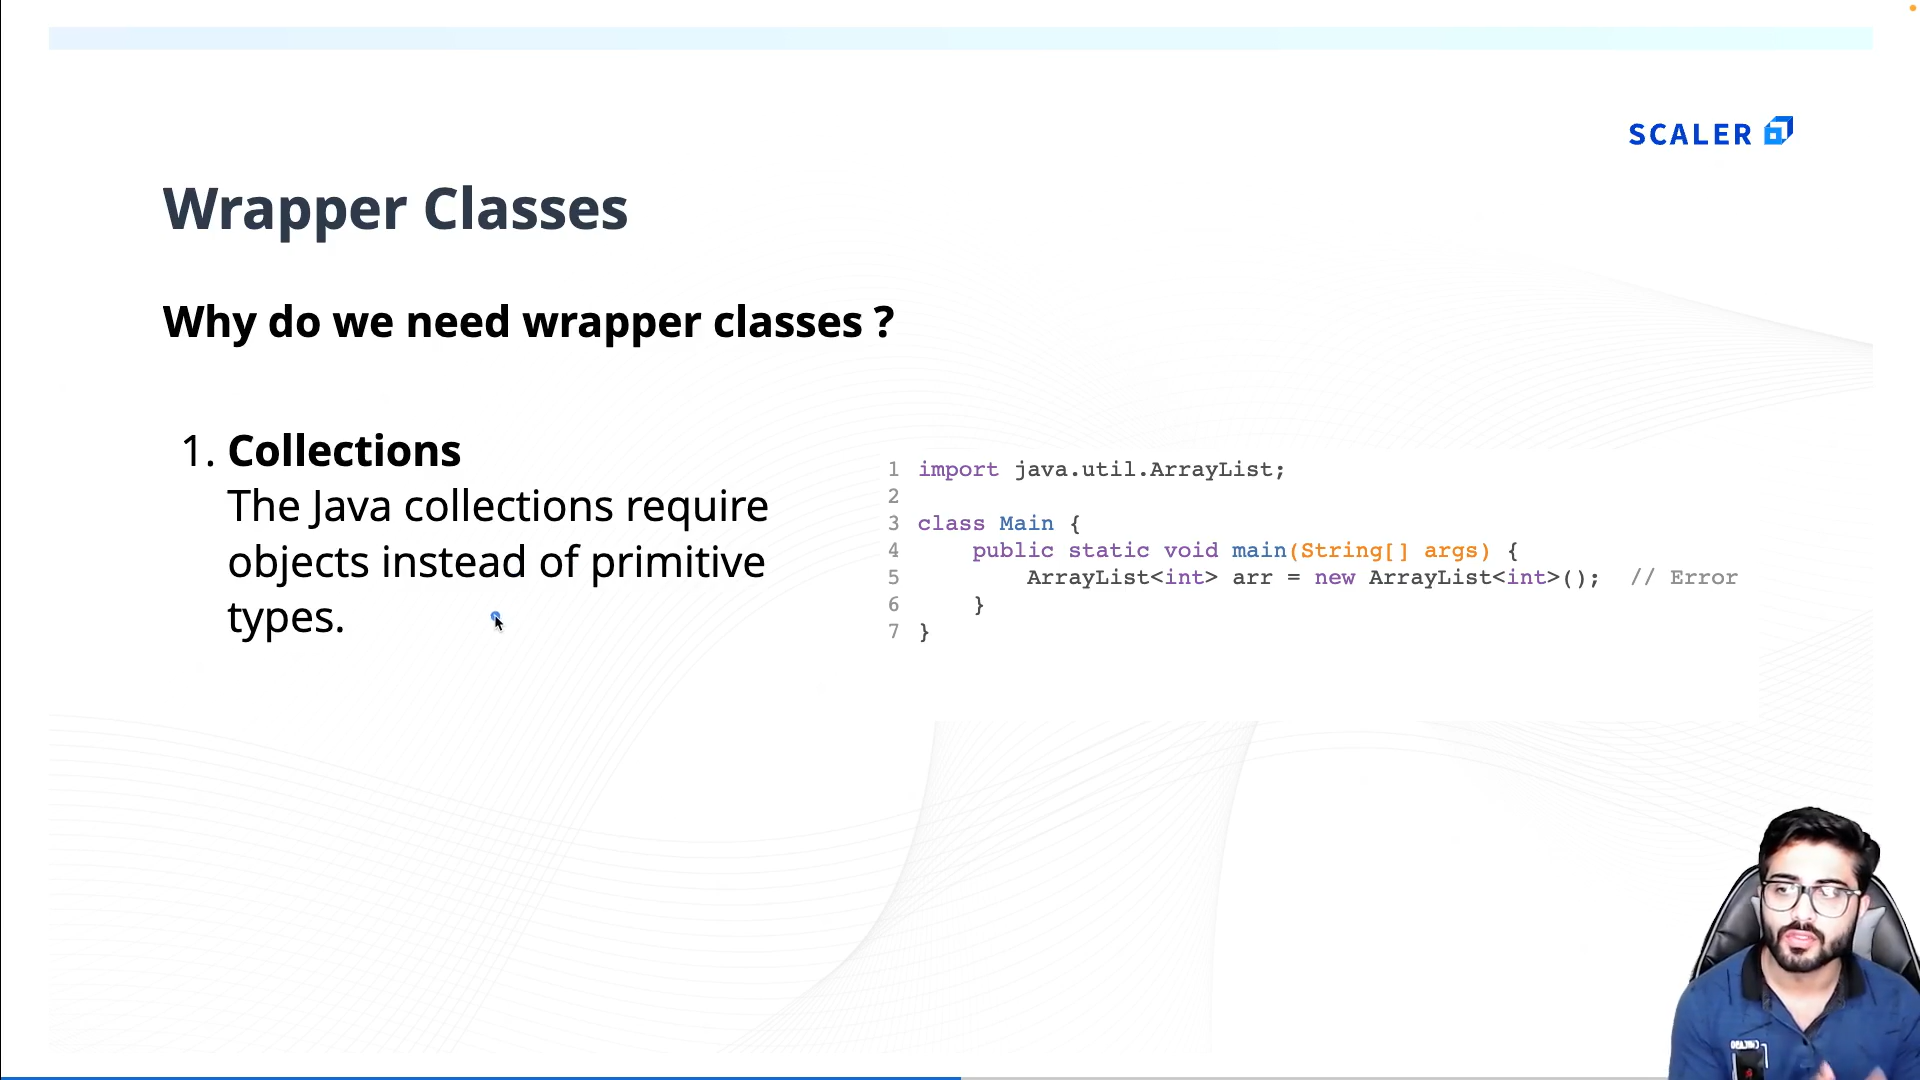 SCALER
Wrapper Classes
Why do we need wrapper classes ?
1. Collections
The Java collections require
objects instead of primitive
types.
1 import java.util.ArrayList;
2
3 class Main {
4     public static void main(String[] args) {
5         ArrayList<int> arr = new ArrayList<int>();  // Error
6     }
7 }